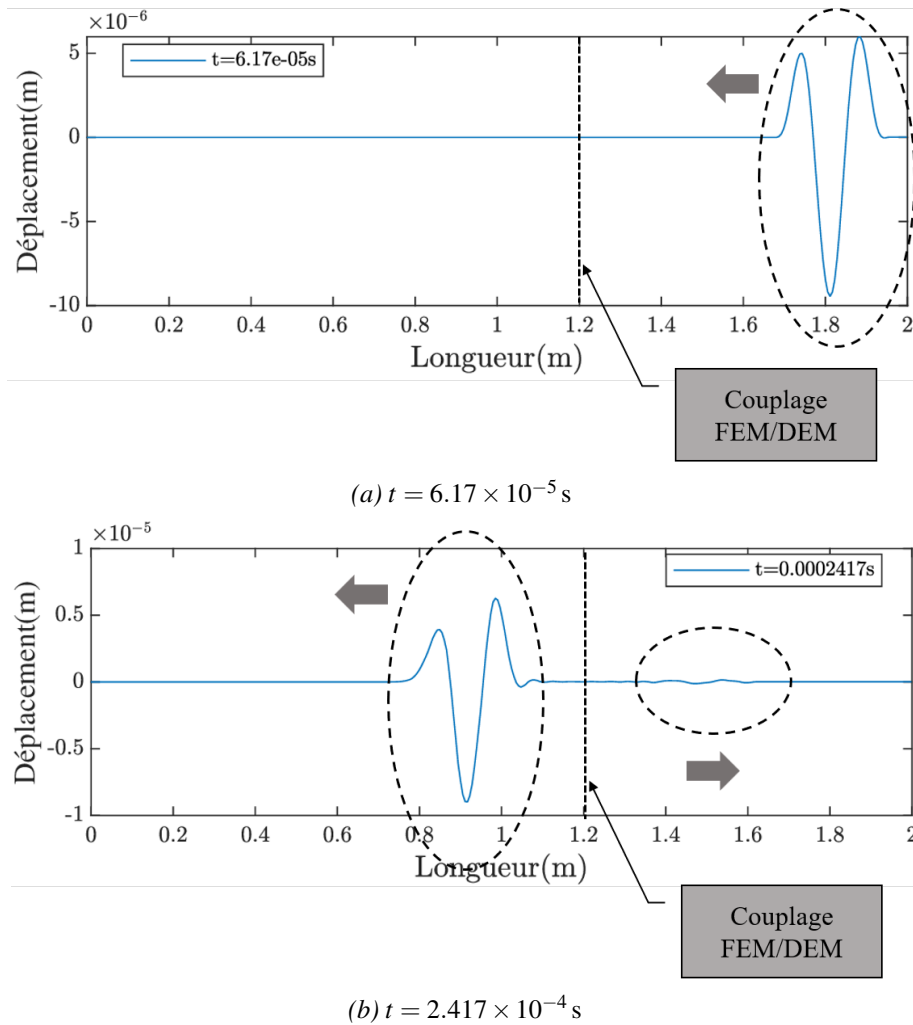 ×10⁻⁶
5
0
-5
-10
Déplacement(m)
t=6.17e-05s
0 0.2 0.4 0.6 0.8 1 1.2 1.4 1.6 1.8 2
Longueur(m)
Couplage
FEM/DEM
(a) t = 6.17 × 10⁻⁵ s
×10⁻⁵
1
0.5
0
-0.5
-1
Déplacement(m)
t=0.0002417s
0 0.2 0.4 0.6 0.8 1 1.2 1.4 1.6 1.8 2
Longueur(m)
Couplage
FEM/DEM
(b) t = 2.417 × 10⁻⁴ s